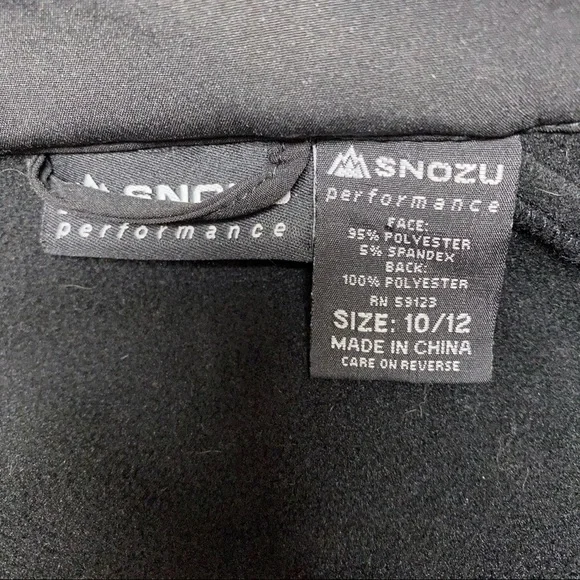 SNOZU
performance
SNOZU
performance
FACE:
95% POLYESTER
5% SPANDEX
BACK:
100% POLYESTER
RN 59123
SIZE: 10/12
MADE IN CHINA
CARE ON REVERSE